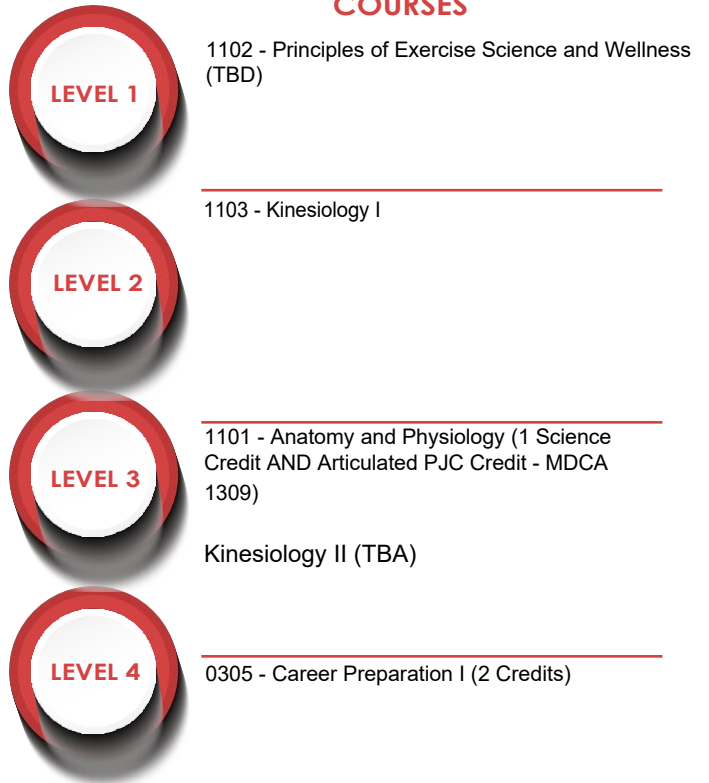 COURSES
LEVEL 1
1102 - Principles of Exercise Science and Wellness
(TBD)
LEVEL 2
1103 - Kinesiology I
LEVEL 3
1101 - Anatomy and Physiology (1 Science
Credit AND Articulated PJC Credit - MDCA
1309)
Kinesiology II (TBA)
LEVEL 4
0305 - Career Preparation I (2 Credits)